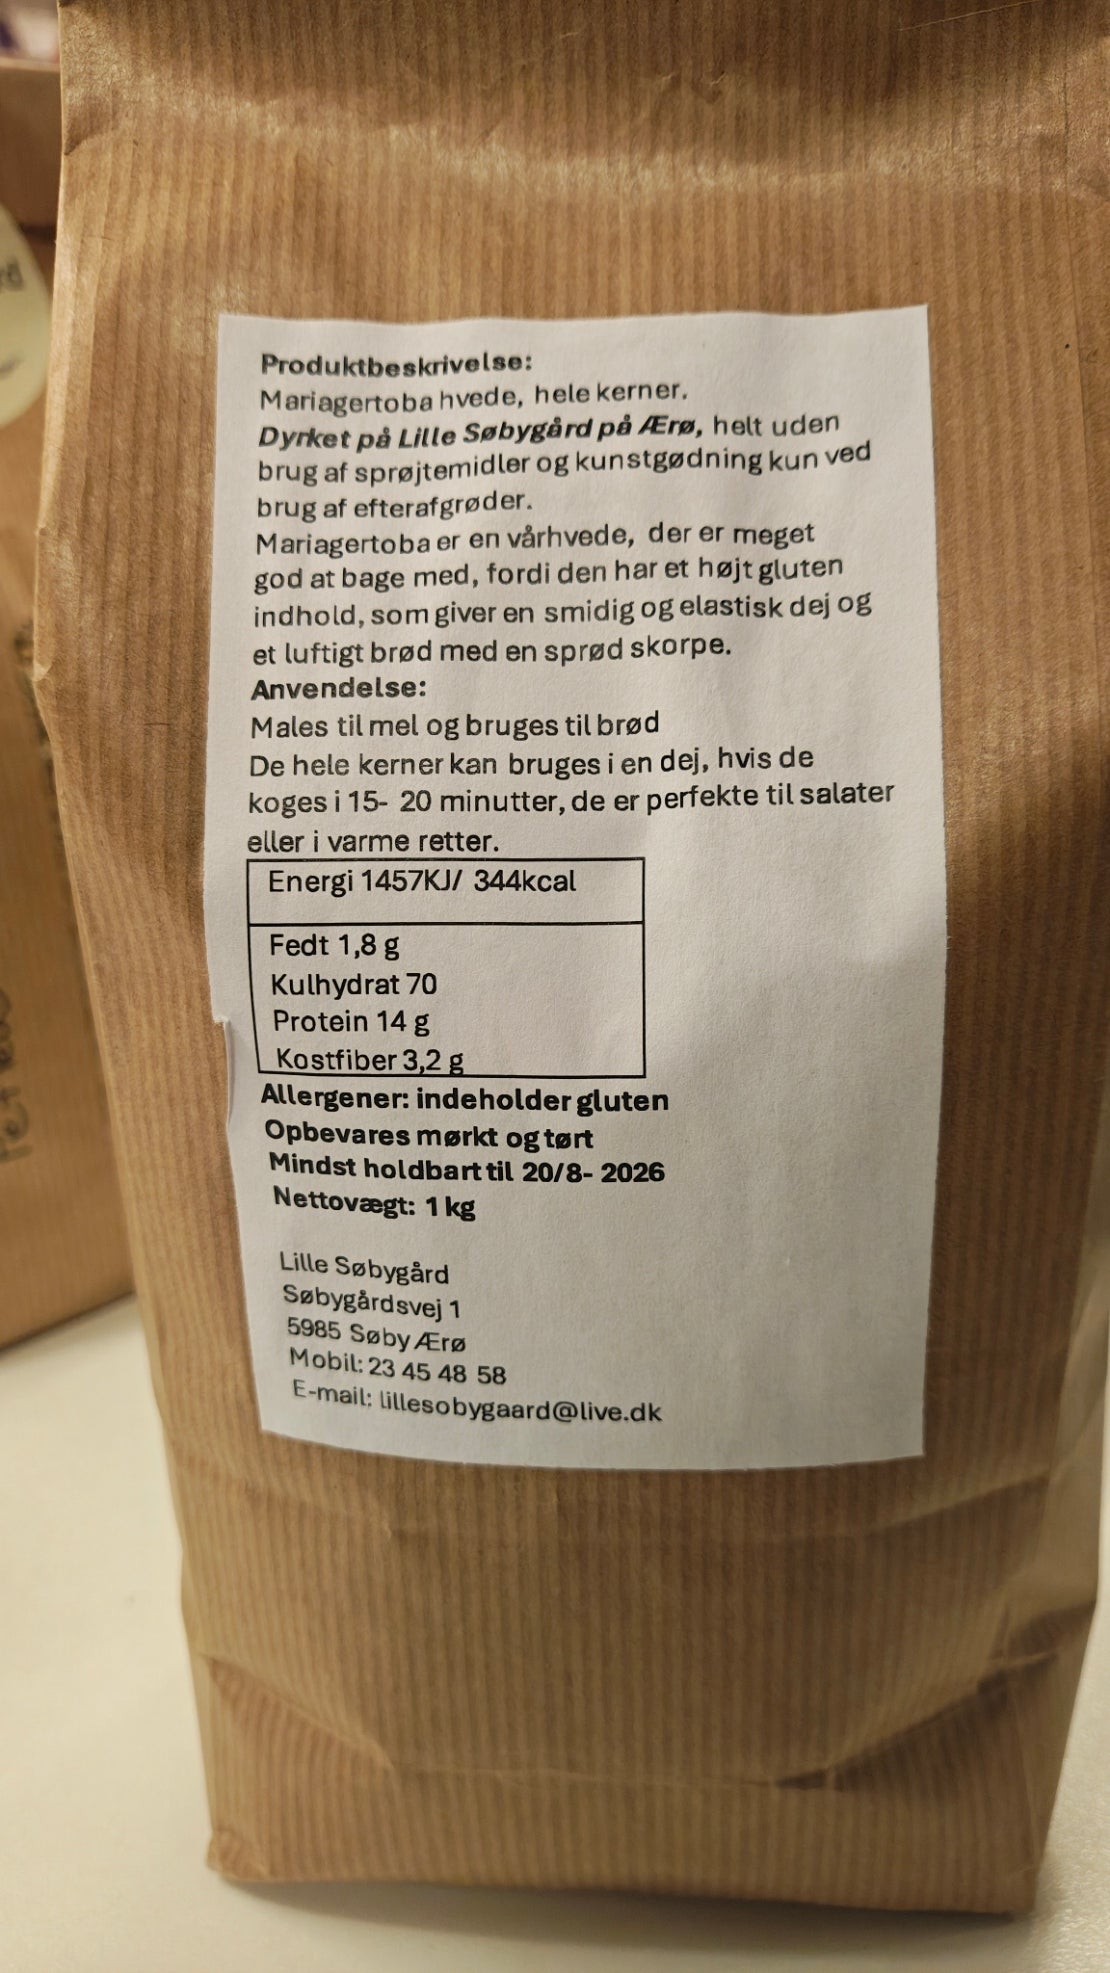 Produktbeskrivelse:
Mariagertoba hvede, hele kerner.
Dyrket på Lille Søbygård på Ærø, helt uden
brug af sprøjtemidler og kunstgødning kun ved
brug af efterafgrøder.
Mariagertoba er en vårhvede, der er meget
god at bage med, fordi den har et højt gluten
indhold, som giver en smidig og elastisk dej og
et luftigt brød med en sprød skorpe.
Anvendelse:
Males til mel og bruges til brød
De hele kerner kan bruges i en dej, hvis de
koges i 15- 20 minutter, de er perfekte til salater
eller i varme retter.
Energi 1457KJ/ 344kcal
Fedt 1,8 g
Kulhydrat 70
Protein 14 g
Kostfiber 3,2 g
Allergener: indeholder gluten
Opbevares mørkt og tørt
Mindst holdbart til 20/8- 2026
Nettovægt: 1 kg
Lille Søbygård
Søbygårdsvej 1
5985 Søby Ærø
Mobil: 23 45 48 58
E-mail: lillesobygaard@live.dk